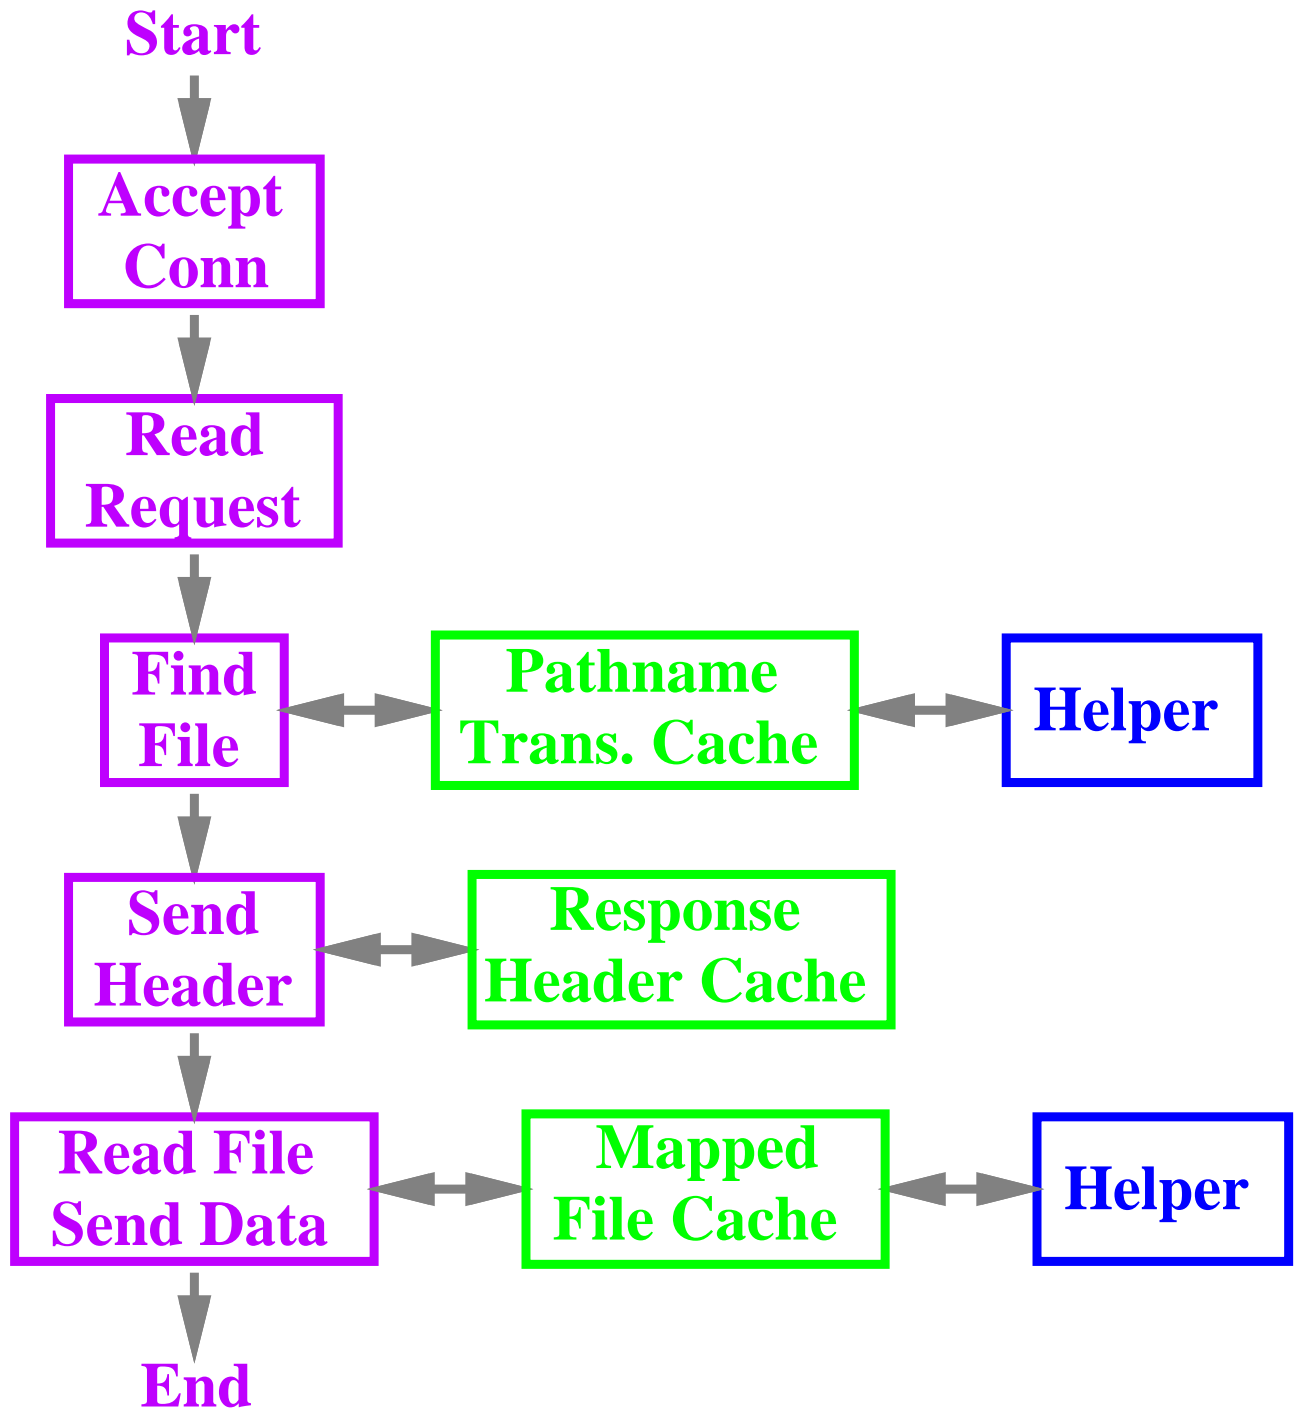 Start
Accept
Conn
Read
Request
Find
File
Pathname
Trans. Cache
Helper
Send
Header
Response
Header Cache
Read File
Send Data
Mapped
File Cache
Helper
End